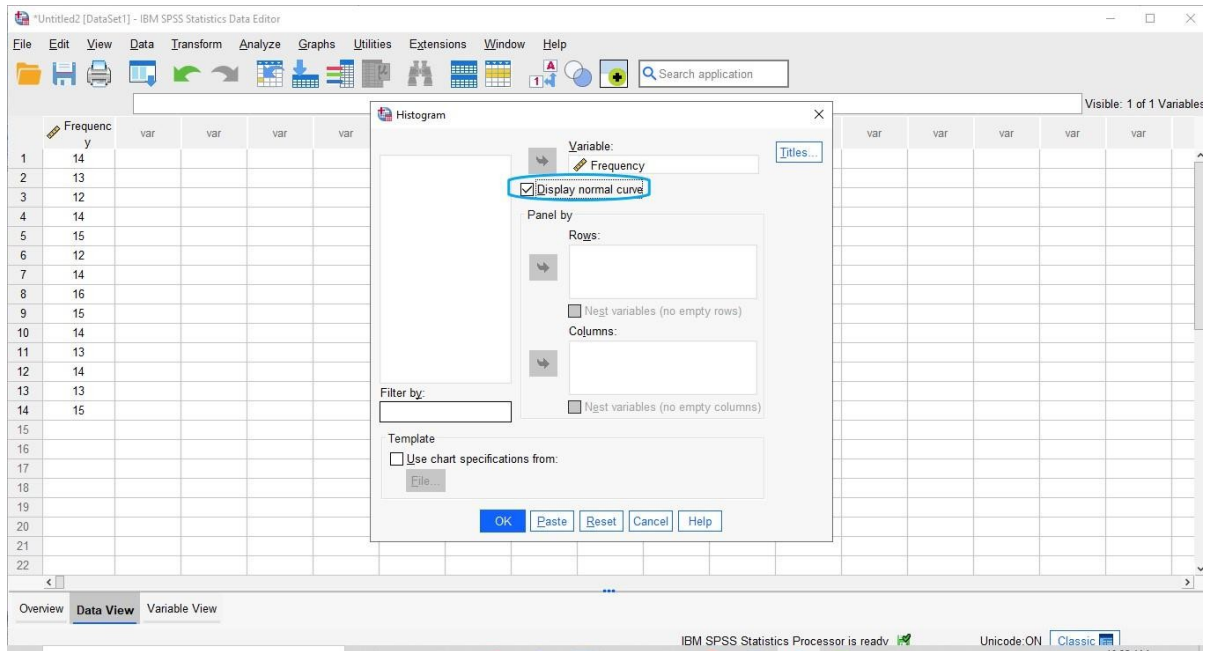 *Untitled2 [DataSet1] - IBM SPSS Statistics Data Editor
File Edit View Data Transform Analyze Graphs Utilities Extensions Window Help
A
1
Search application
Visible: 1 of 1 Variables
Frequenc
y
var var var var var var var var var
1 14
2 13
3 12
4 14
5 15
6 12
7 14
8 16
9 15
10 14
11 13
12 14
13 13
14 15
15
16
17
18
19
20
21
22
Histogram
Variable:
Frequency
Titles...
Display normal curve
Panel by
Rows:
Nest variables (no empty rows)
Columns:
Nest variables (no empty columns)
Filter by:
Template
Use chart specifications from:
File...
OK Paste Reset Cancel Help
Overview Data View Variable View
IBM SPSS Statistics Processor is ready Unicode:ON Classic